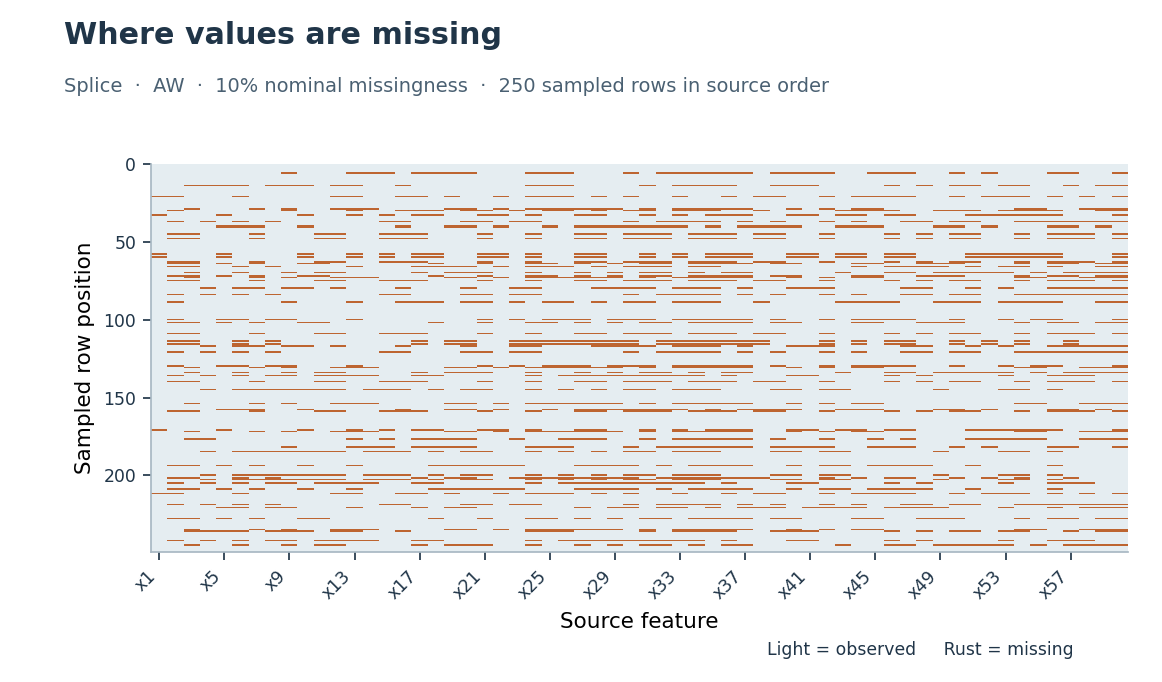 Where values are missing
Splice · AW · 10% nominal missingness · 250 sampled rows in source order
0
50
100
150
200
Sampled row position
x1 x5 x9 x13 x17 x21 x25 x29 x33 x37 x41 x45 x49 x53 x57
Source feature
Light = observed Rust = missing